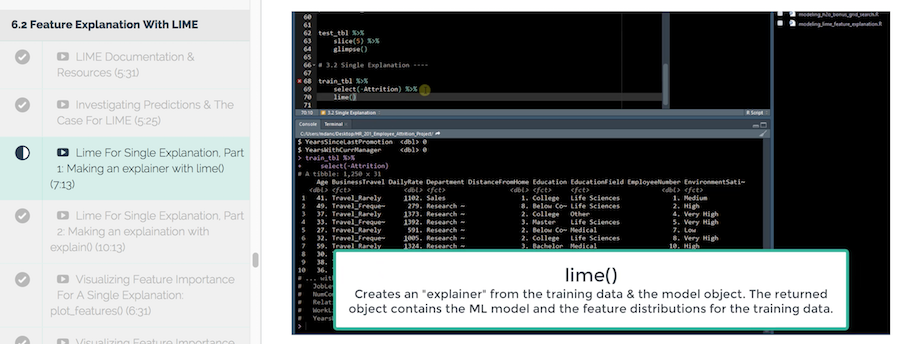 6.2 Feature Explanation With LIME
LIME Documentation &
Resources (5:31)
Investigating Predictions & The
Case For LIME (5:25)
Lime For Single Explanation, Part
1: Making an explainer with lime()
(7:13)
Lime For Single Explanation, Part
2: Making an explaination with
explain() (10:13)
Visualizing Feature Importance
For A Single Explanation:
plot_features() (6:31)
Visualizing Feature Importance
60
61
62 test_tbl %>%
63 slice(5) %>%
64 glimpse()
65
66 # 3.2 Single Explanation ----
67
68 train_tbl %>%
69 select(-Attrition) %>%
70 lime()
71
70:10 3.2 Single Explanation R Script
modeling_h2o_bonus_grid_search.R
modeling_lime_feature_explanation.R
Console Terminal
$ YearsSinceLastPromotion <dbl> 0
$ YearsWithCurrManager <dbl> 0
> train_tbl %>%
+ select(-Attrition)
# A tibble: 1,250 x 31
Age BusinessTravel DailyRate Department DistanceFromHome Education EducationField EmployeeNumber EnvironmentSati~
<dbl> <fct> <dbl> <fct> <dbl> <fct> <fct> <dbl> <fct>
1 41. Travel_Rarely 1102. Sales 1. College Life Sciences 1. Medium
2 49. Travel_Freque~ 279. Research ~ 8. Below Co~ Life Sciences 2. High
3 37. Travel_Rarely 1373. Research ~ 2. College Other 4. Very High
4 33. Travel_Freque~ 1392. Research ~ 3. Master Life Sciences 5. Very High
5 27. Travel_Rarely 591. Research ~ 2. Below Co~ Medical 7. Low
6 32. Travel_Freque~ 1005. Research ~ 2. College Life Sciences 8. Very High
7 59. Travel_Rarely 1324. Research ~ 3. Bachelor Medical 10. High
8 30.
9 38.
10 36.
# ... wit
# JobLe
# NumCo
# Relat
# WorkL
# Years
lime()
Creates an "explainer" from the training data & the model object. The returned
object contains the ML model and the feature distributions for the training data.